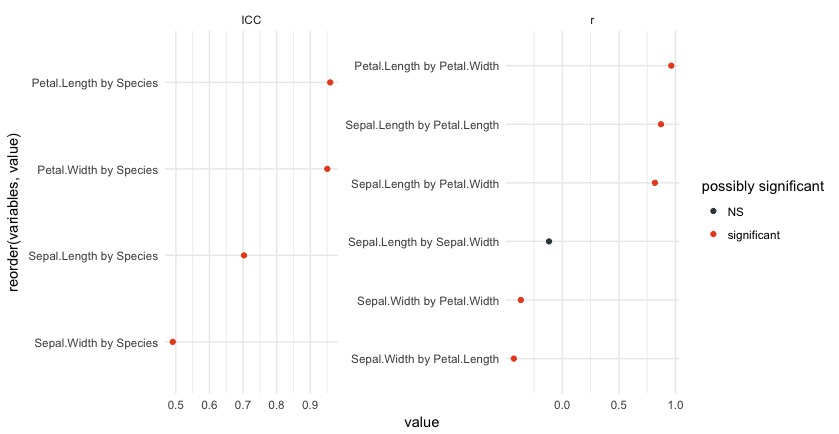 ICC
r
reorder(variables, value)
Petal.Length by Species
Petal.Width by Species
Sepal.Length by Species
Sepal.Width by Species
0.5 0.6 0.7 0.8 0.9
Petal.Length by Petal.Width
Sepal.Length by Petal.Length
Sepal.Length by Petal.Width
Sepal.Length by Sepal.Width
Sepal.Width by Petal.Width
Sepal.Width by Petal.Length
0.0 0.5 1.0
value
possibly significant
NS
significant